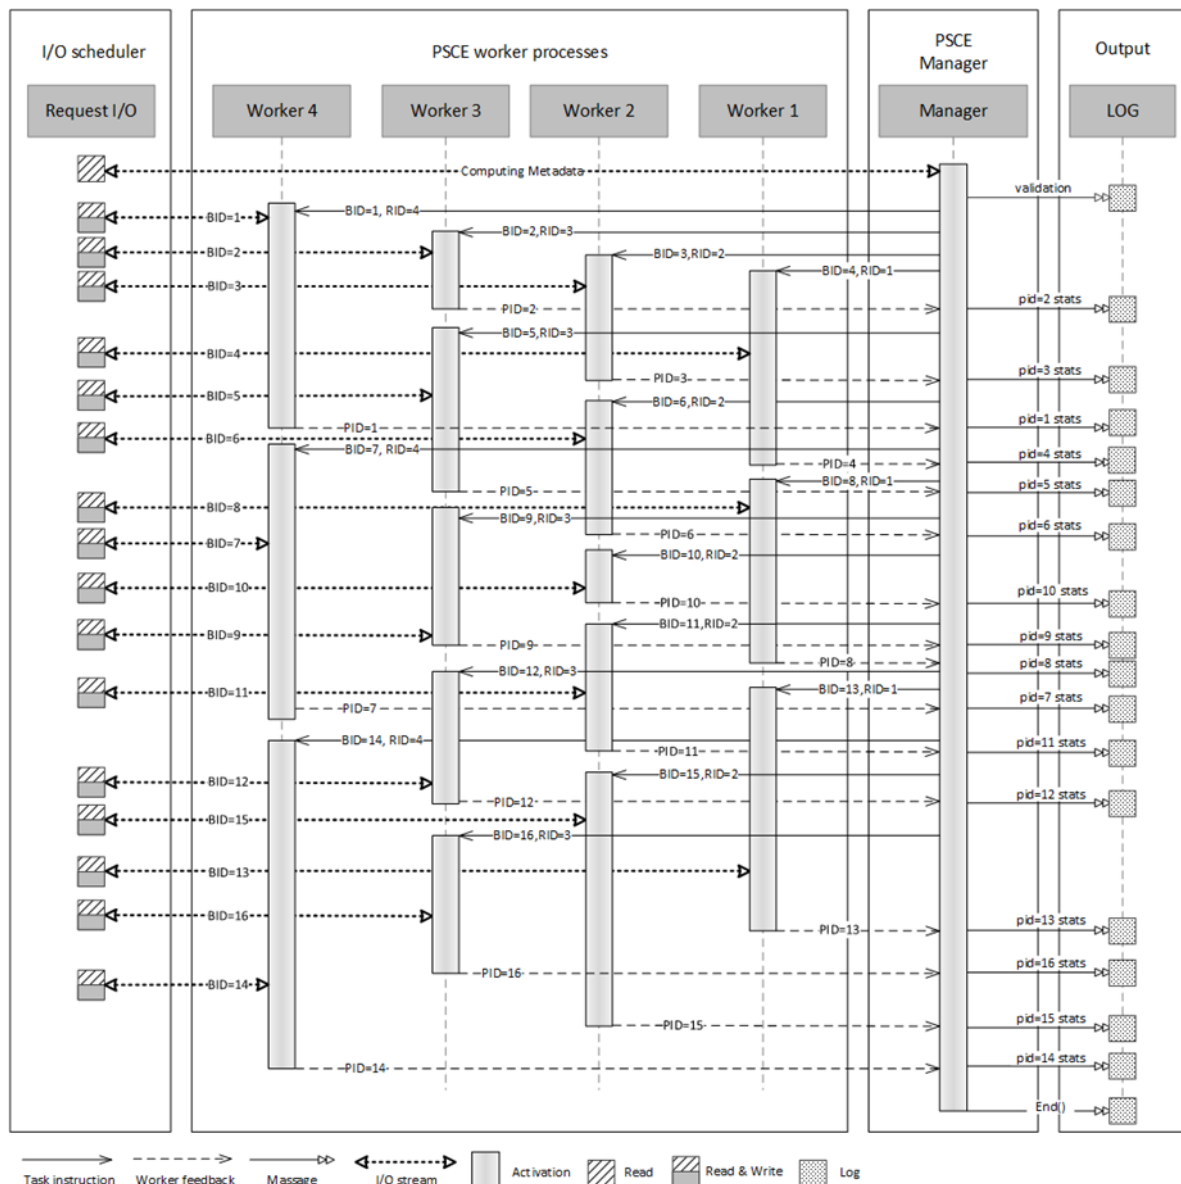 I/O scheduler
PSCE worker processes
PSCE
Manager
Output
Request I/O
Worker 4
Worker 3
Worker 2
Worker 1
Manager
LOG
Computing Metadata
validation
BID=1
BID=1, RID=4
BID=2,RID=3
BID=2
BID=3,RID=2
BID=4,RID=1
BID=3
PID=2
pid=2 stats
BID=5,RID=3
BID=4
PID=3
pid=3 stats
BID=5
BID=6,RID=2
PID=1
pid=1 stats
BID=6
BID=7, RID=4
PID=4
pid=4 stats
BID=8,RID=1
PID=5
pid=5 stats
BID=8
BID=9,RID=3
PID=6
pid=6 stats
BID=7
BID=10,RID=2
BID=10
PID=10
pid=10 stats
BID=11,RID=2
BID=9
PID=9
pid=9 stats
PID=8
BID=12,RID=3
pid=8 stats
BID=11
BID=13,RID=1
PID=7
pid=7 stats
BID=14, RID=4
PID=11
pid=11 stats
BID=15,RID=2
BID=12
PID=12
pid=12 stats
BID=15
BID=16,RID=3
BID=13
BID=16
PID=13
pid=13 stats
PID=16
pid=16 stats
BID=14
PID=15
pid=15 stats
PID=14
pid=14 stats
End()
Task instruction
Worker feedback
Massage
I/O stream
Activation
Read
Read & Write
Log